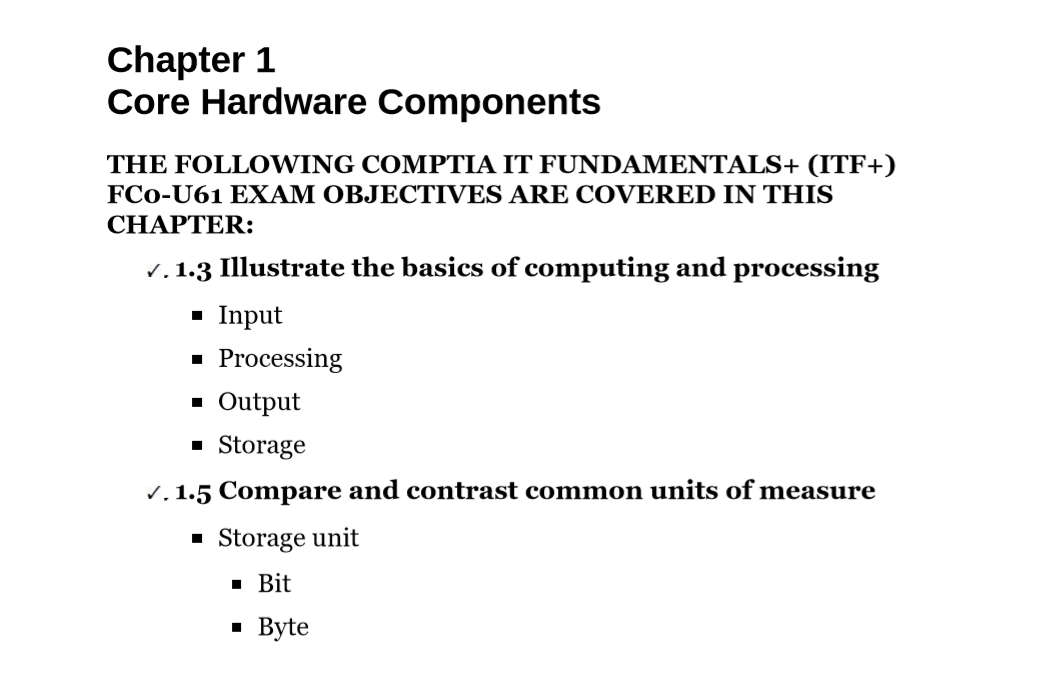 Chapter 1
Core Hardware Components
THE FOLLOWING COMPTIA IT FUNDAMENTALS+ (ITF+)
FC0-U61 EXAM OBJECTIVES ARE COVERED IN THIS
CHAPTER:
✓. 1.3 Illustrate the basics of computing and processing
▪ Input
▪ Processing
▪ Output
▪ Storage
✓. 1.5 Compare and contrast common units of measure
▪ Storage unit
▪ Bit
▪ Byte